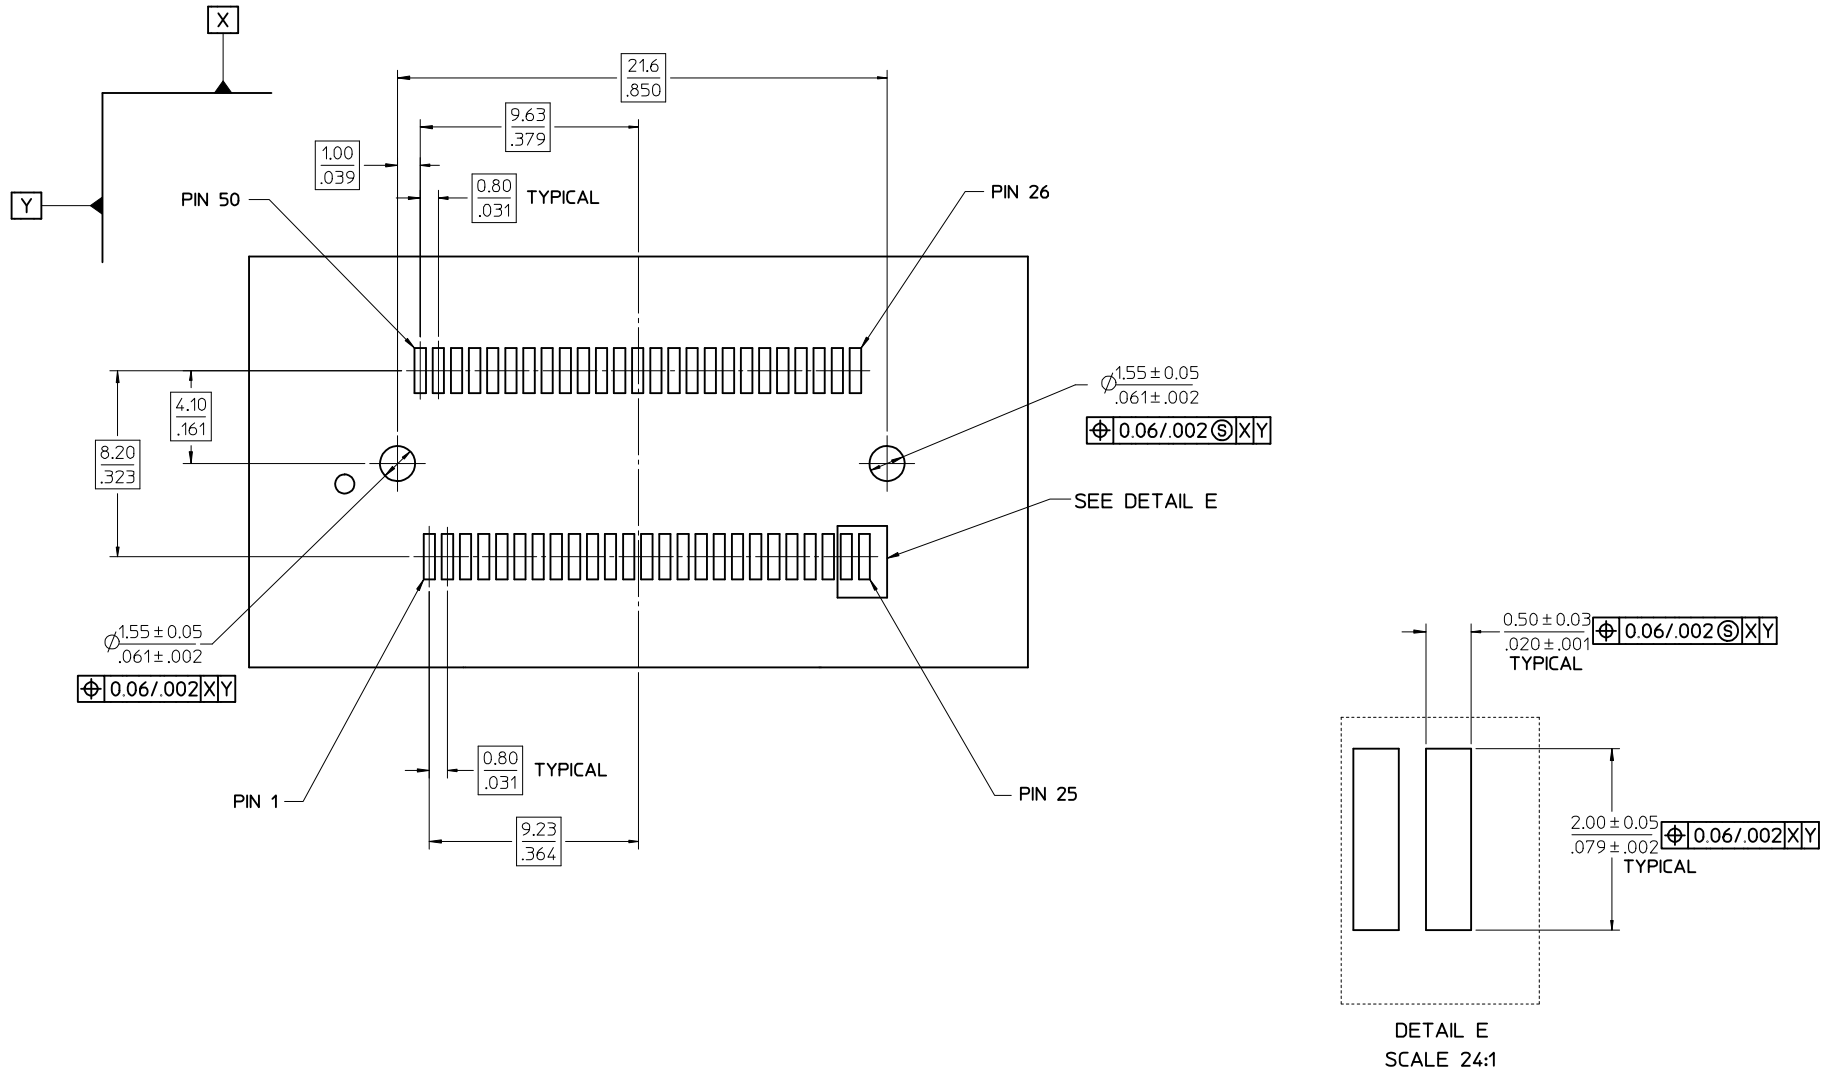 X
21.6
.850
9.63
.379
1.00
.039
0.80
.031
TYPICAL
Y
PIN 50
PIN 26
4.10
.161
8.20
.323
∅1.55±0.05
.061±.002
⌖ 0.06/.002 Ⓢ X Y
SEE DETAIL E
∅1.55±0.05
.061±.002
⌖ 0.06/.002 X Y
0.80
.031
TYPICAL
PIN 1
PIN 25
9.23
.364
0.50±0.03
.020±.001
TYPICAL
⌖ 0.06/.002 Ⓢ X Y
2.00±0.05
.079±.002
TYPICAL
⌖ 0.06/.002 X Y
DETAIL E
SCALE 24:1